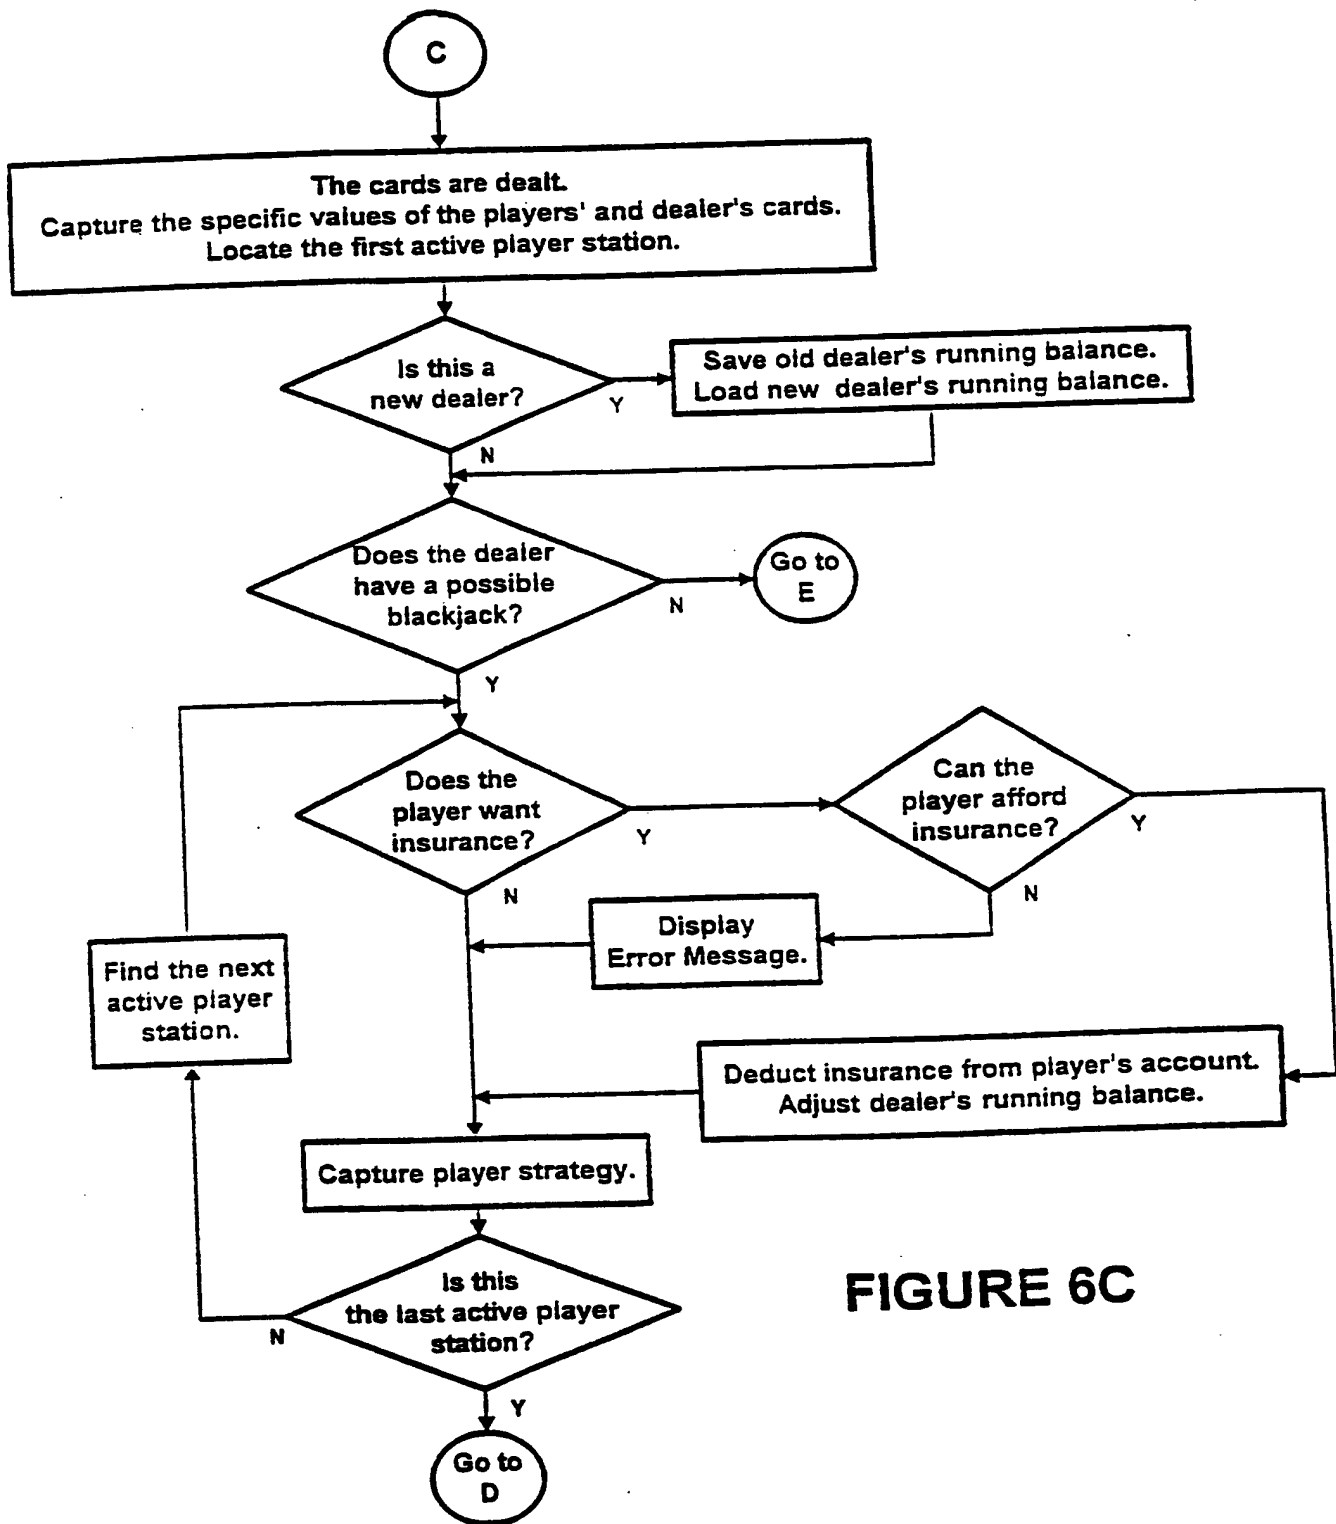 C
The cards are dealt.
Capture the specific values of the players' and dealer's cards.
Locate the first active player station.
Is this a
new dealer?
Y
Save old dealer's running balance.
Load new dealer's running balance.
N
Does the dealer
have a possible
blackjack?
N
Go to
E
Y
Does the
player want
insurance?
Y
Can the
player afford
insurance?
Y
N
N
Display
Error Message.
Find the next
active player
station.
Deduct insurance from player's account.
Adjust dealer's running balance.
Capture player strategy.
Is this
the last active player
station?
N
Y
Go to
D
FIGURE 6C